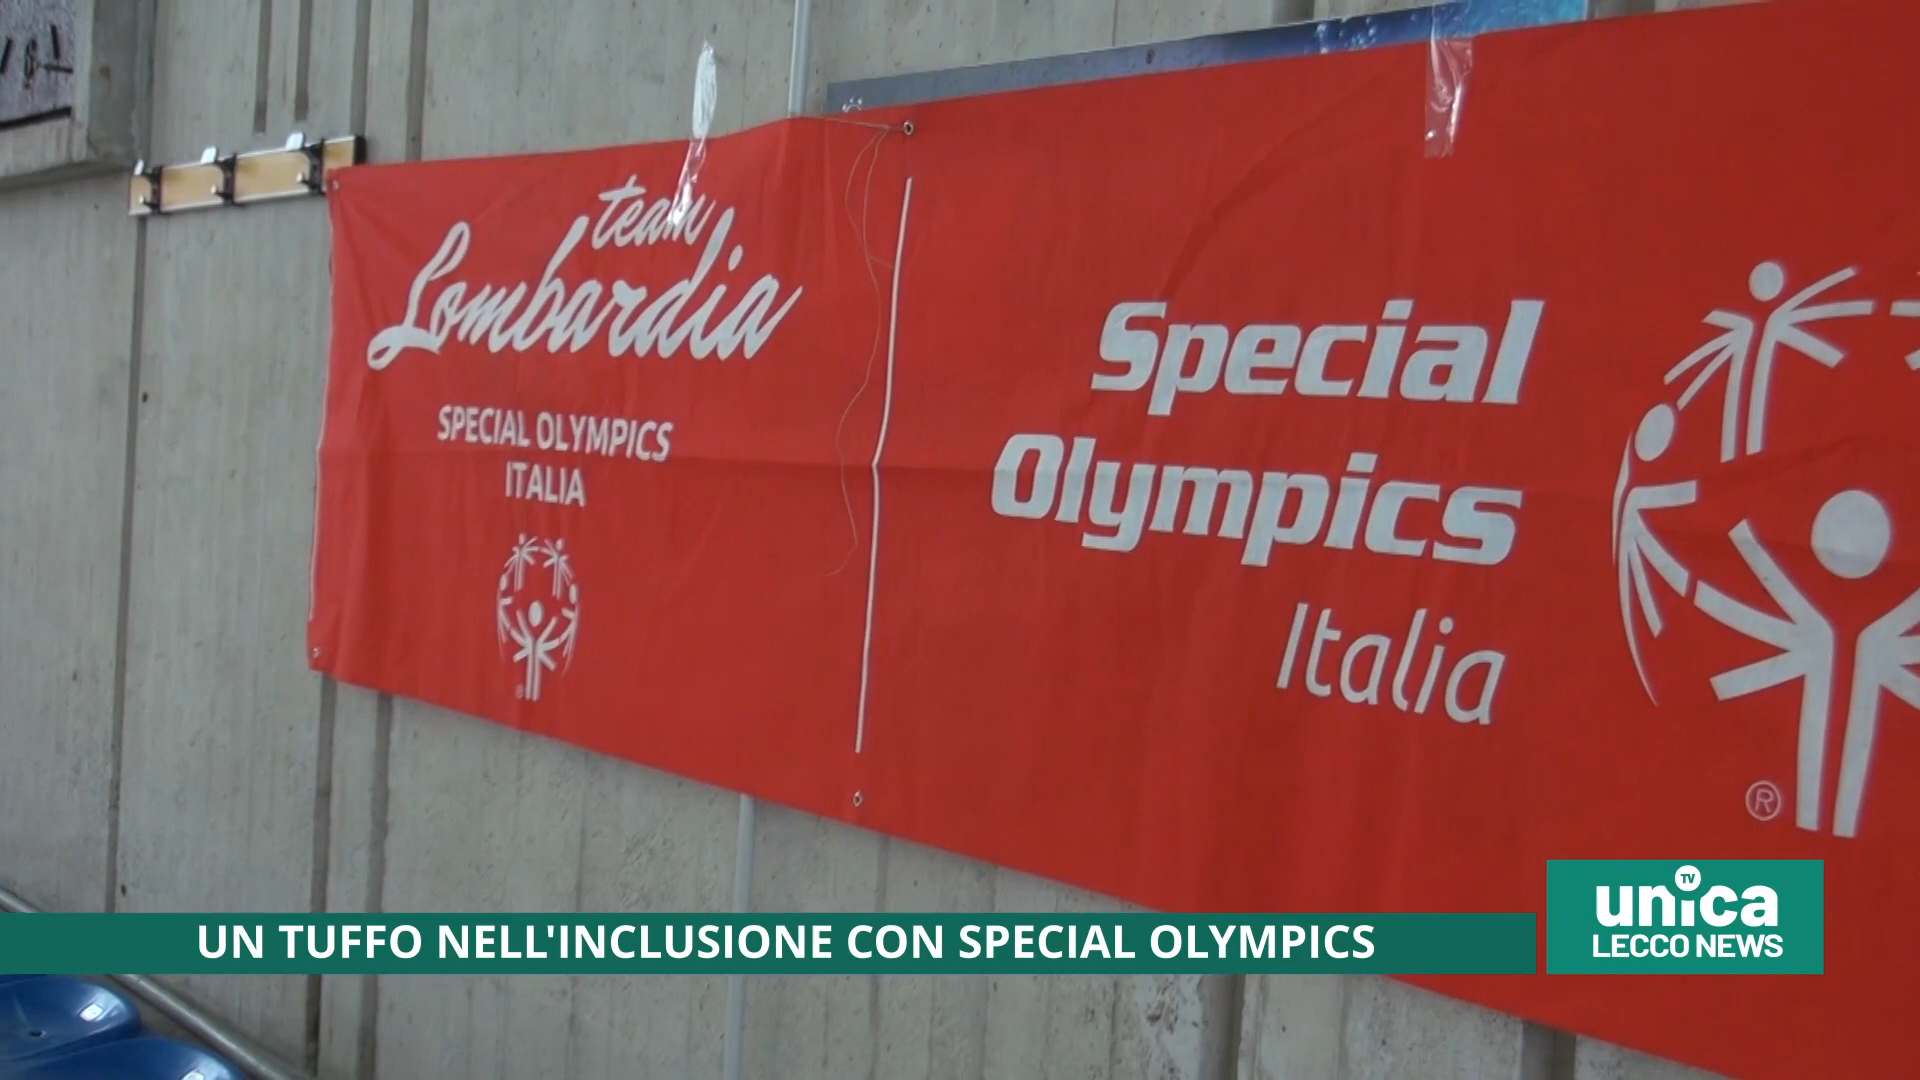 team
Lombardia
SPECIAL OLYMPICS
ITALIA
®
Special
Olympics
Italia
®
UN TUFFO NELL'INCLUSIONE CON SPECIAL OLYMPICS
TV
unica
LECCO NEWS